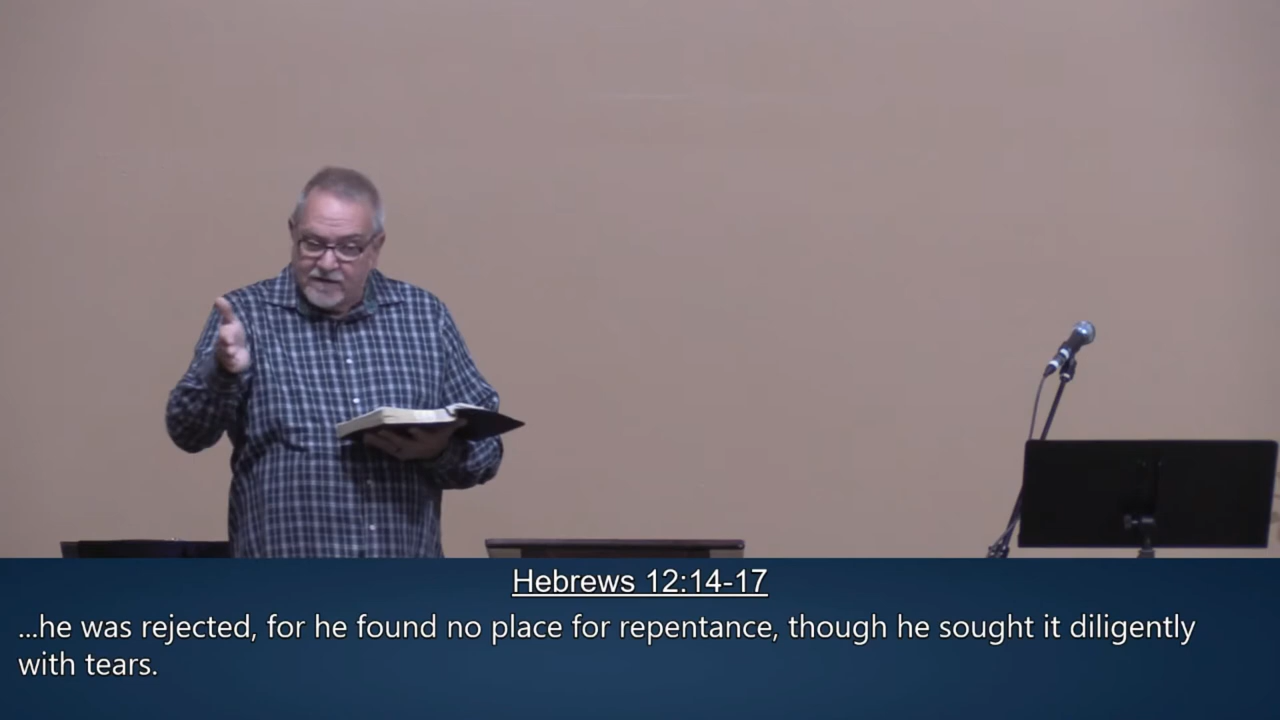 Hebrews 12:14-17
...he was rejected, for he found no place for repentance, though he sought it diligently
with tears.